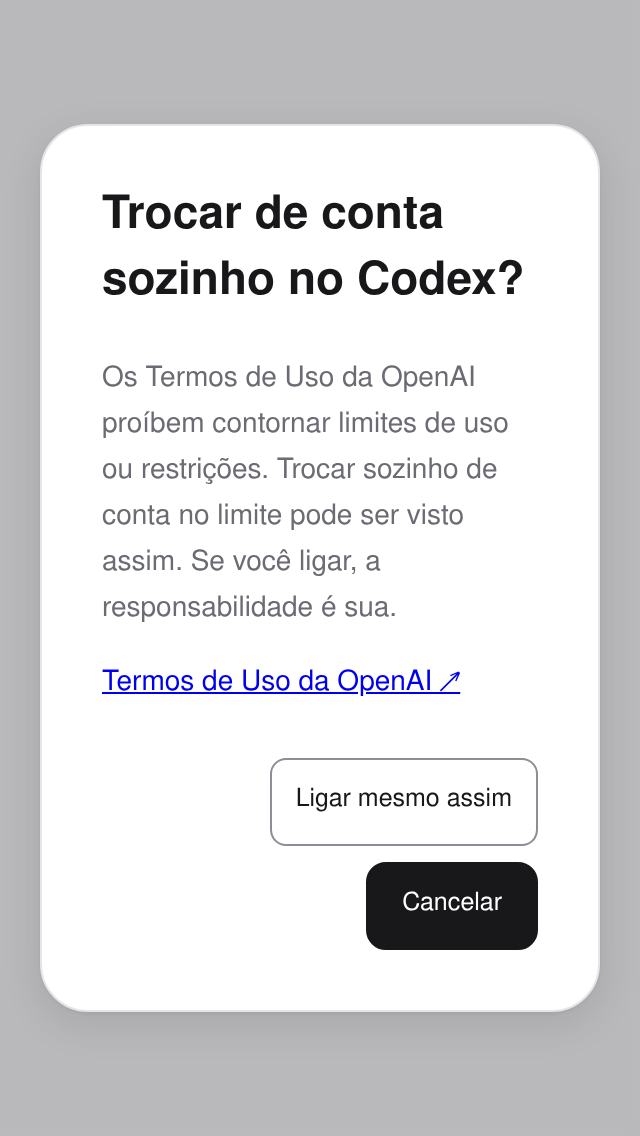 Trocar de conta
sozinho no Codex?
Os Termos de Uso da OpenAI
proíbem contornar limites de uso
ou restrições. Trocar sozinho de
conta no limite pode ser visto
assim. Se você ligar, a
responsabilidade é sua.
Termos de Uso da OpenAI ↗
Ligar mesmo assim
Cancelar